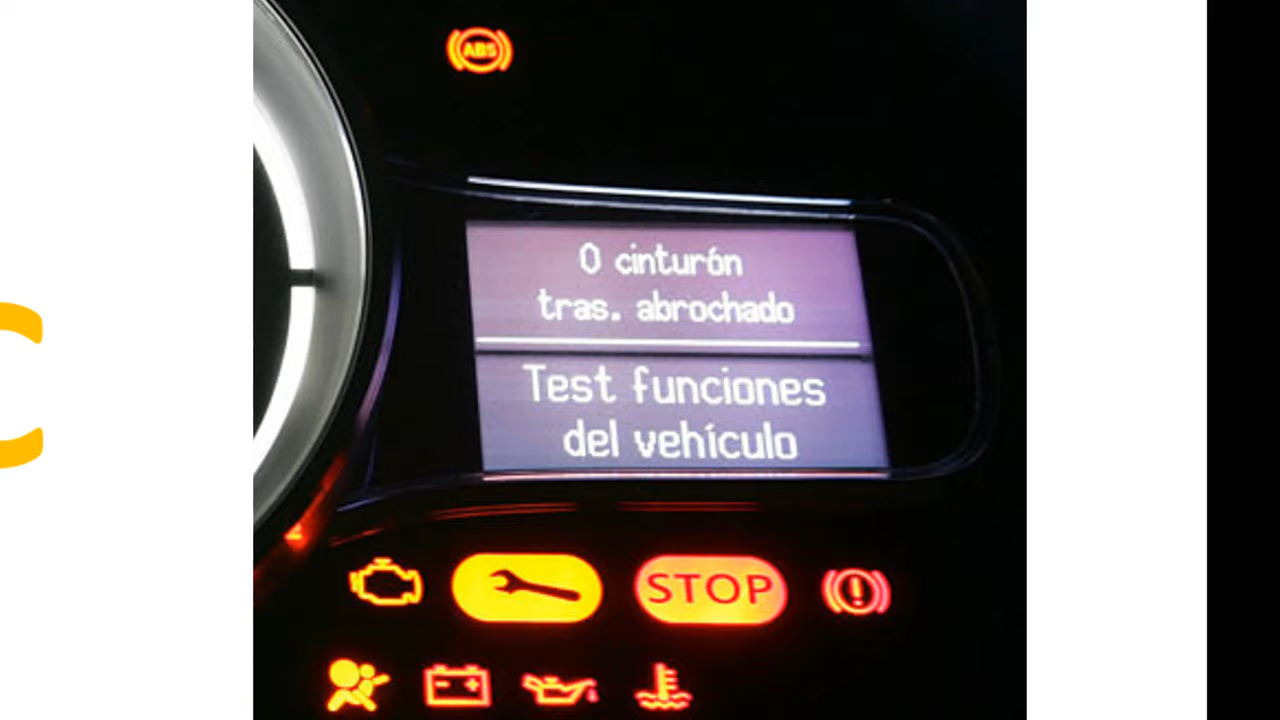 ABS
0 cinturón
tras. abrochado
Test funciones
del vehículo
STOP